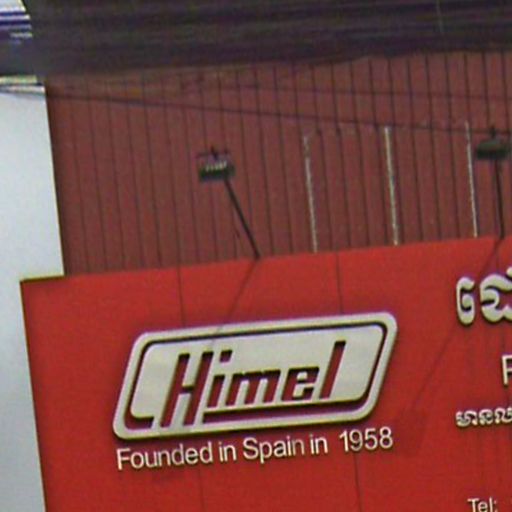 Himel
Founded in Spain in 1958
Tel: